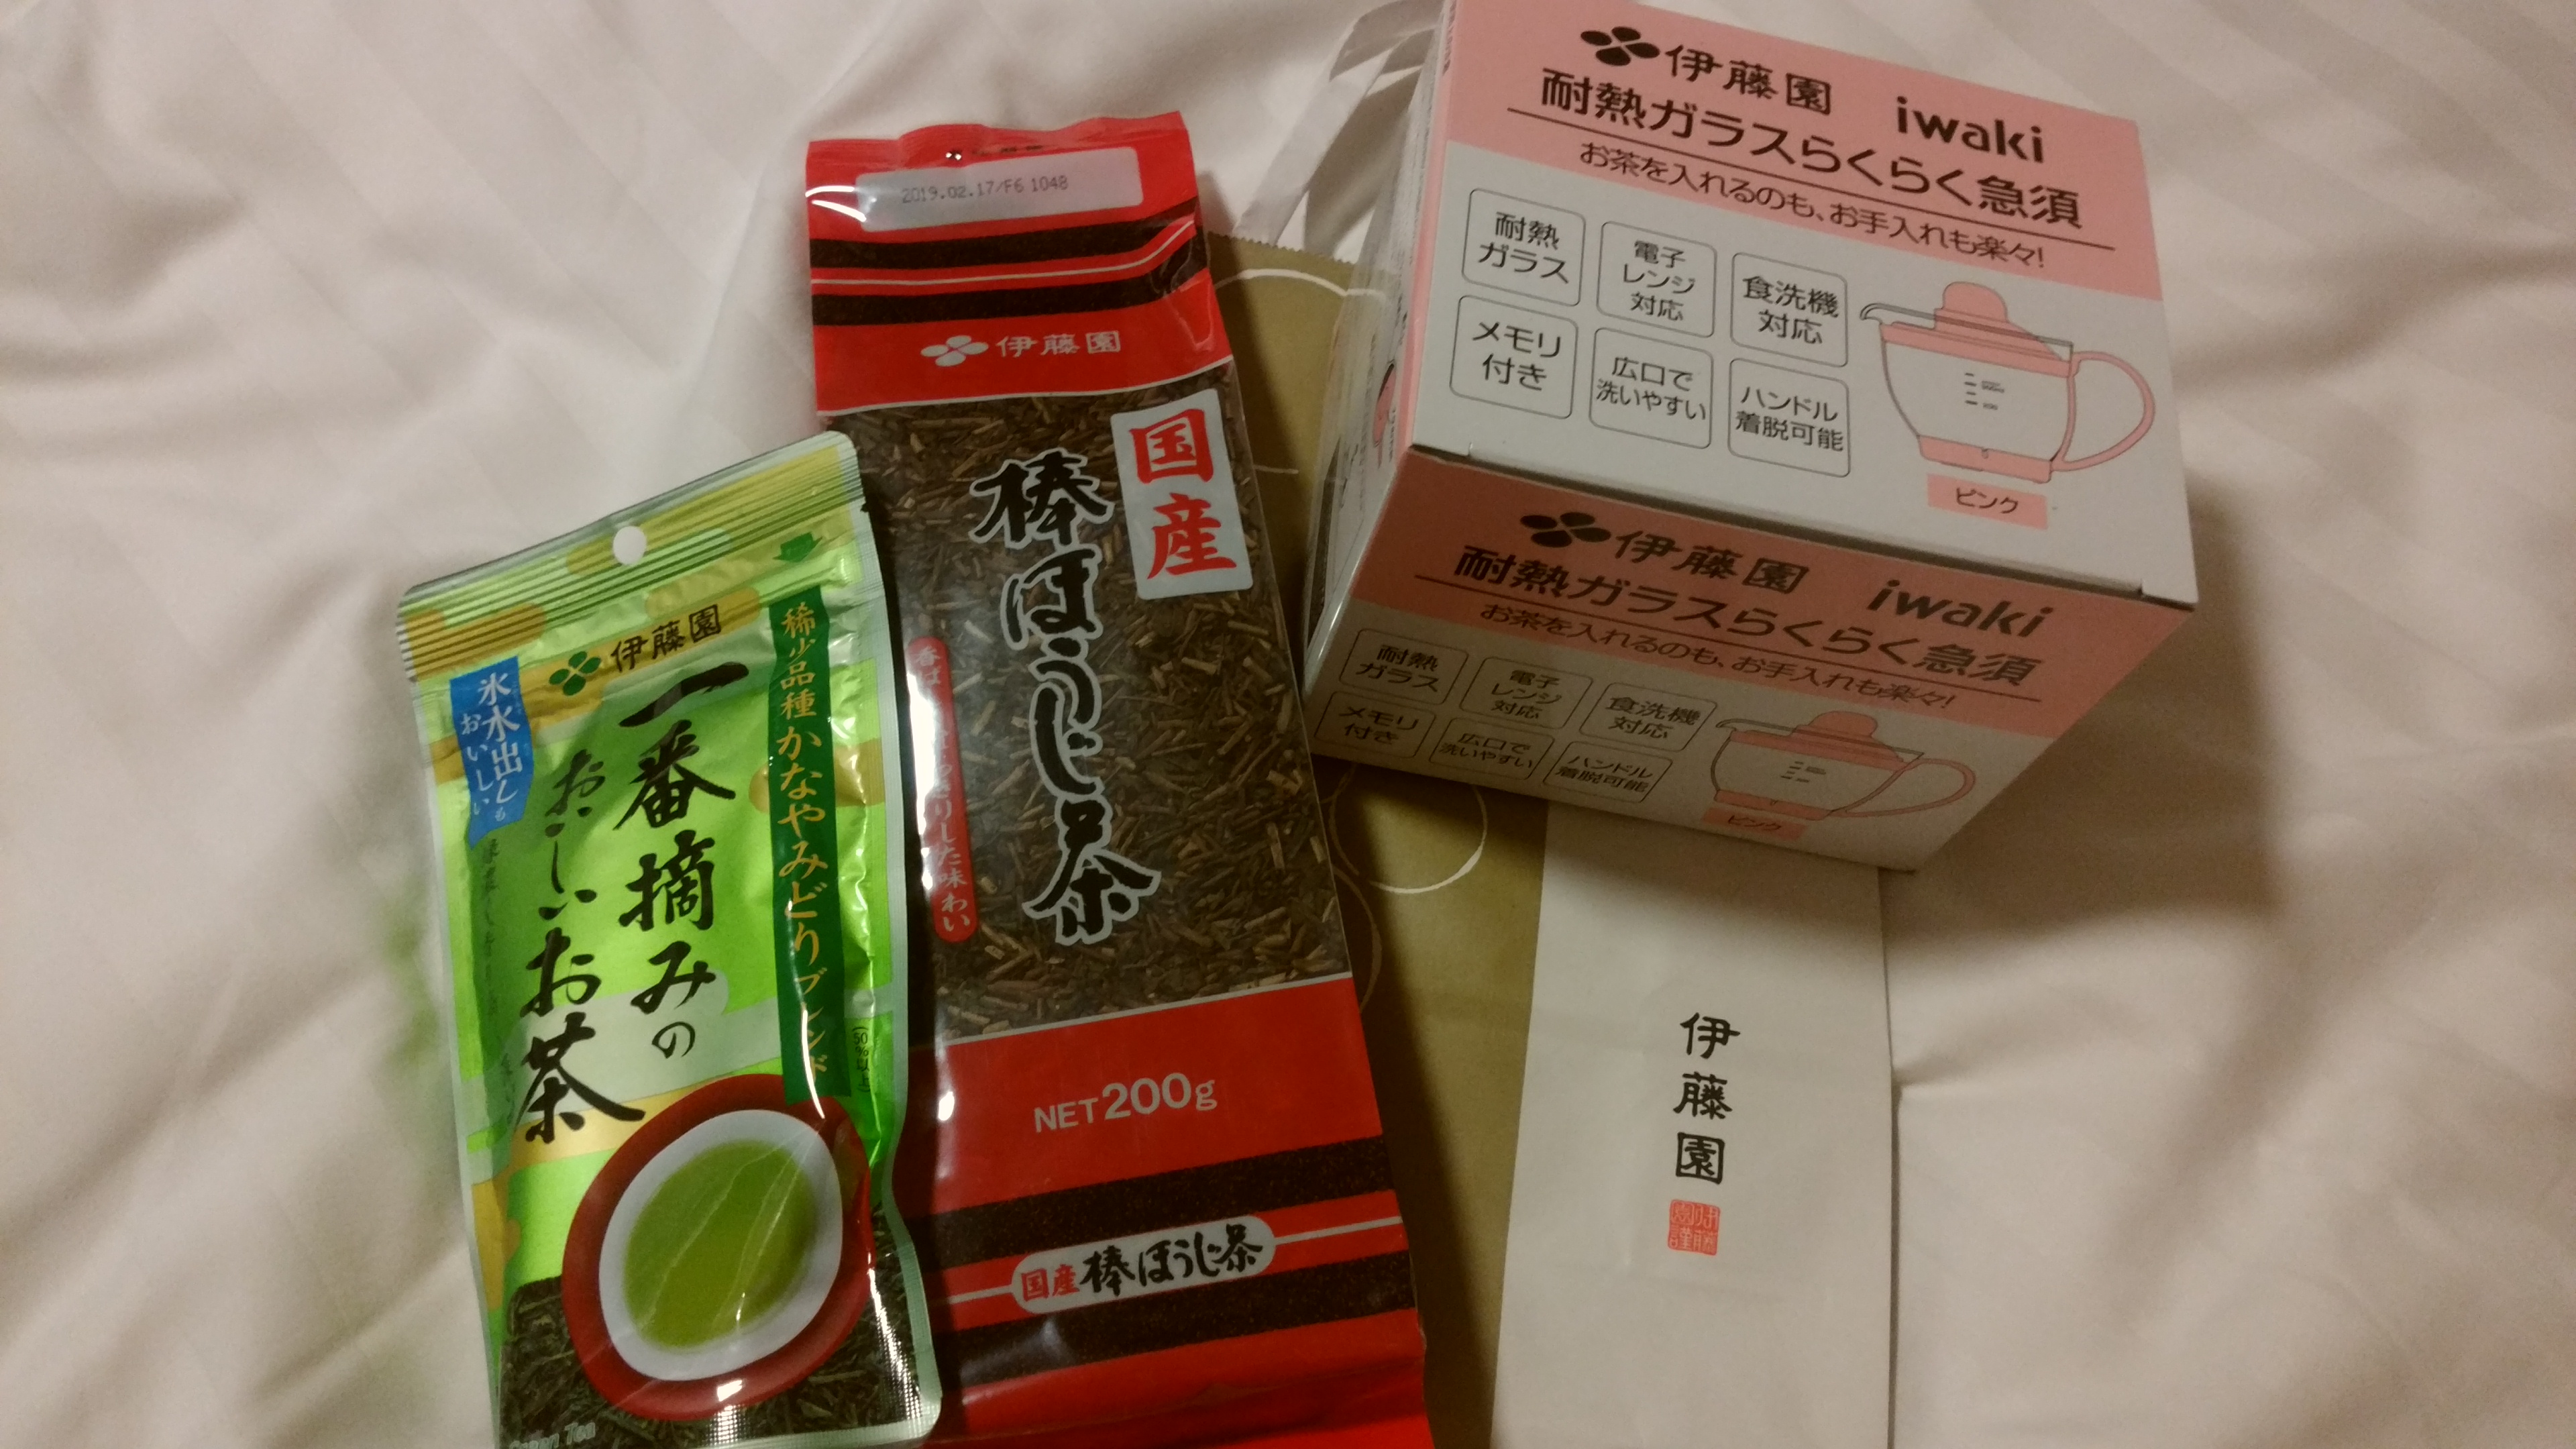 伊藤園
氷水出しも
おいしい
稀少品種かなやみどりブレンド
(50%以上)
一番摘みの
おーいお茶
Green Tea
2019.02.17/F6 1048
伊藤園
国産
棒ほうじ茶
NET200g
国産棒ほうじ茶
伊藤園 iwaki
耐熱ガラスらくらく急須
お茶を入れるのも、お手入れも楽々!
耐熱
ガラス
電子
レンジ
対応
食洗機
対応
メモリ
付き
広口で
洗いやすい
ハンドル
着脱可能
ピンク
伊藤園 iwaki
耐熱ガラスらくらく急須
お茶を入れるのも、お手入れも楽々!
耐熱
ガラス
電子
レンジ
対応
食洗機
対応
メモリ
付き
広口で
洗いやすい
ハンドル
着脱可能
ピンク
伊藤園